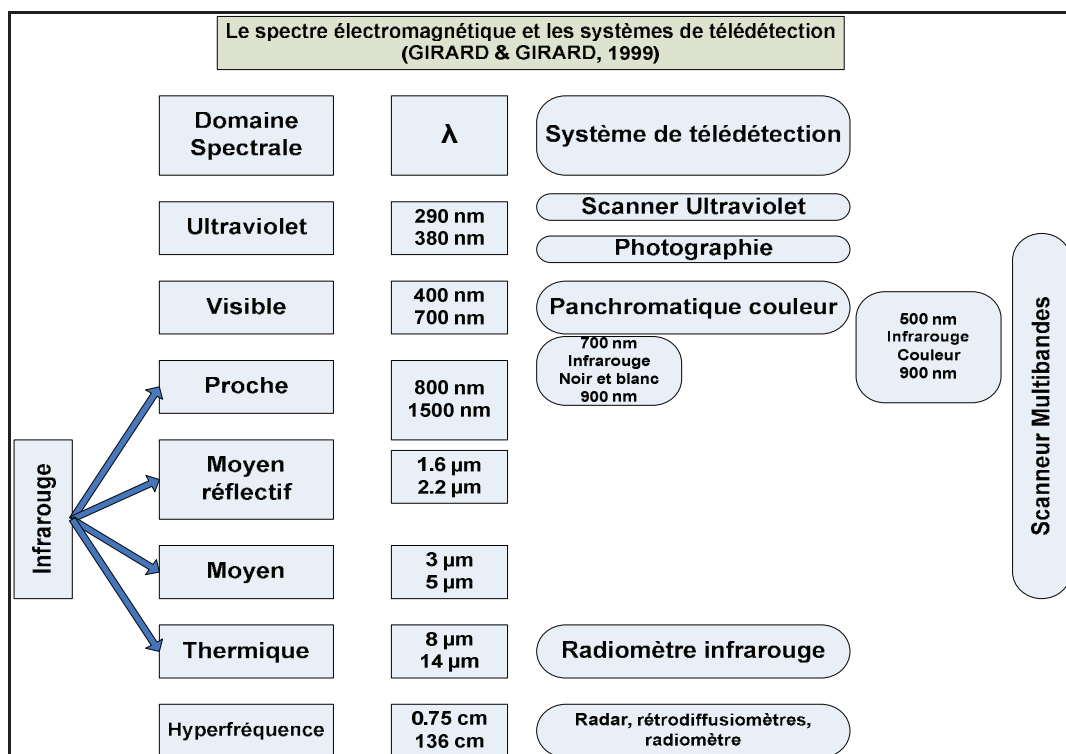 Le spectre électromagnétique et les systèmes de télédétection
(GIRARD & GIRARD, 1999)
Domaine
Spectrale
λ
Système de télédétection
Ultraviolet
290 nm
380 nm
Scanner Ultraviolet
Photographie
Visible
400 nm
700 nm
Panchromatique couleur
500 nm
Infrarouge
Couleur
900 nm
Scanneur Multibandes
700 nm
Infrarouge
Noir et blanc
900 nm
Infrarouge
Proche
800 nm
1500 nm
Moyen
réflectif
1.6 µm
2.2 µm
Moyen
3 µm
5 µm
Thermique
8 µm
14 µm
Radiomètre infrarouge
Hyperfréquence
0.75 cm
136 cm
Radar, rétrodiffusiomètres,
radiomètre